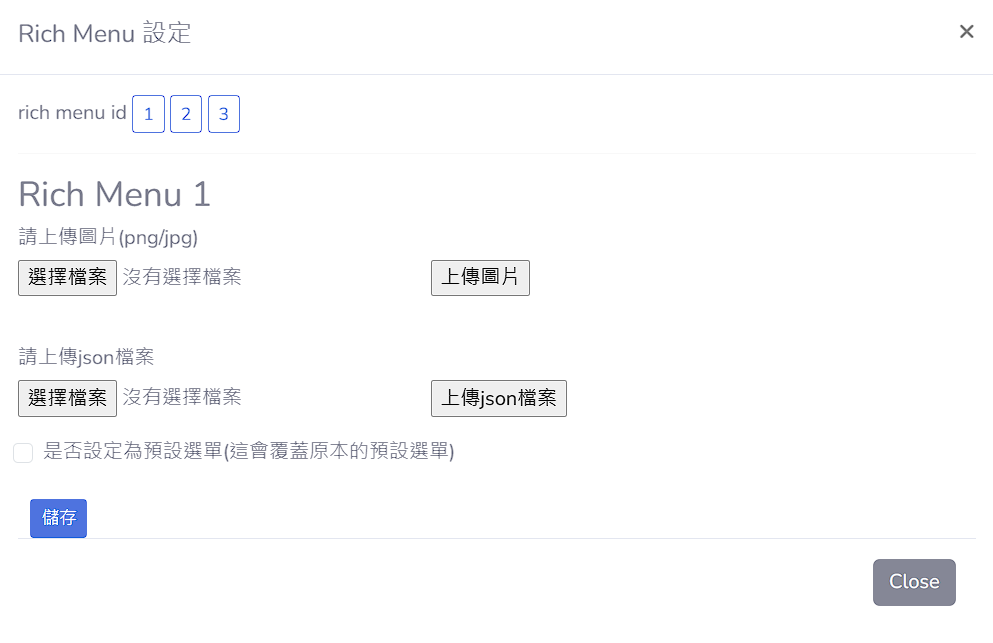 Rich Menu 設定 ×
rich menu id 1 2 3
Rich Menu 1
請上傳圖片(png/jpg)
選擇檔案 沒有選擇檔案 上傳圖片
請上傳json檔案
選擇檔案 沒有選擇檔案 上傳json檔案
是否設定為預設選單(這會覆蓋原本的預設選單)
儲存
Close